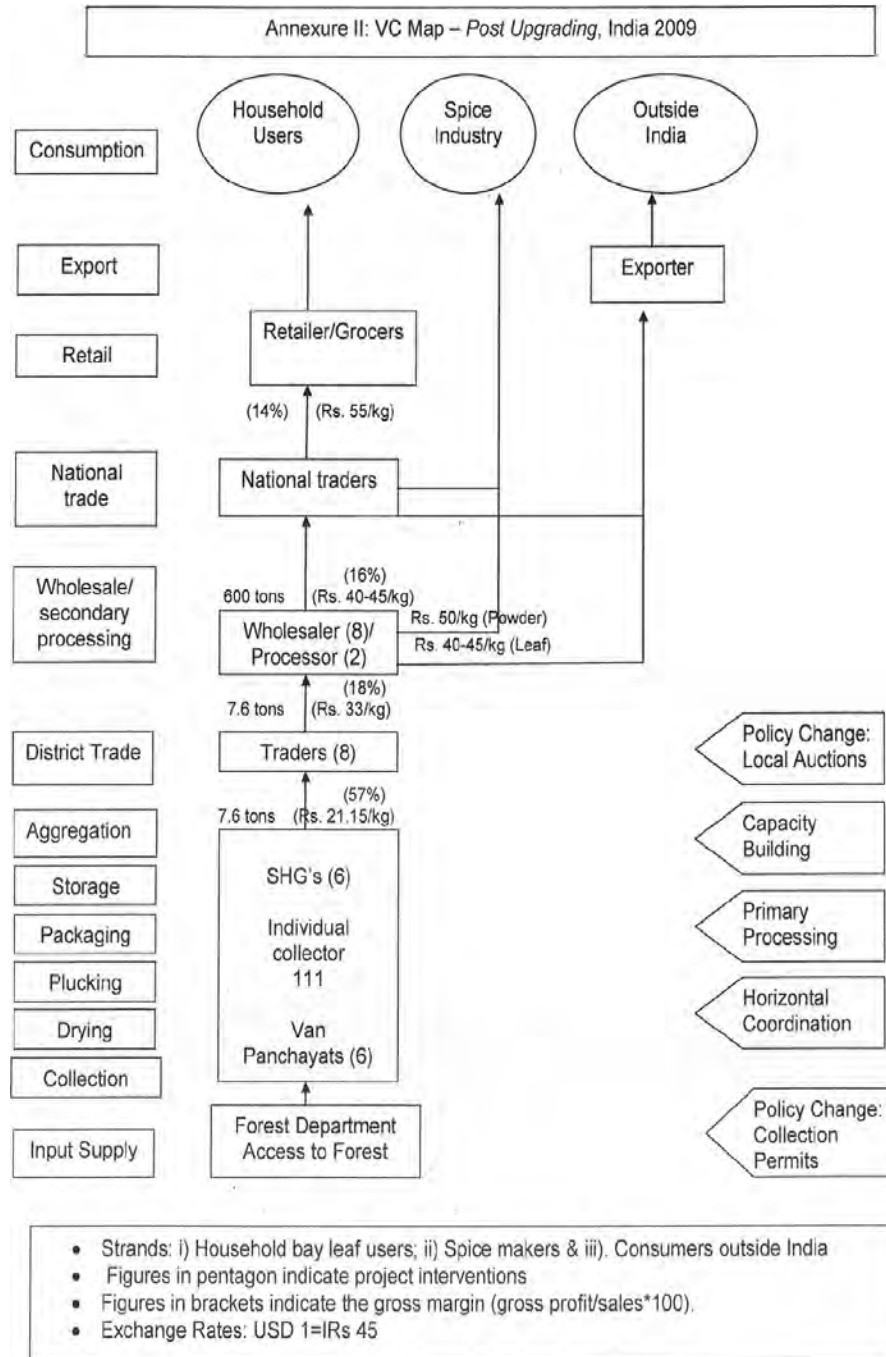 Annexure II: VC Map – Post Upgrading, India 2009
Household
Users
Spice
Industry
Outside
India
Consumption
Export
Exporter
Retailer/Grocers
Retail
(14%) (Rs. 55/kg)
National
trade
National traders
(16%)
600 tons (Rs. 40-45/kg)
Wholesale/
secondary
processing
Wholesaler (8)/
Processor (2)
Rs. 50/kg (Powder)
Rs. 40-45/kg (Leaf)
(18%)
7.6 tons (Rs. 33/kg)
District Trade
Traders (8)
Policy Change:
Local Auctions
(57%)
7.6 tons (Rs. 21.15/kg)
Aggregation
Storage
Packaging
Plucking
Drying
Collection
SHG's (6)
Individual
collector
111
Van
Panchayats (6)
Capacity
Building
Primary
Processing
Horizontal
Coordination
Input Supply
Forest Department
Access to Forest
Policy Change:
Collection
Permits
• Strands: i) Household bay leaf users; ii) Spice makers & iii). Consumers outside India
• Figures in pentagon indicate project interventions
• Figures in brackets indicate the gross margin (gross profit/sales*100).
• Exchange Rates: USD 1=IRs 45